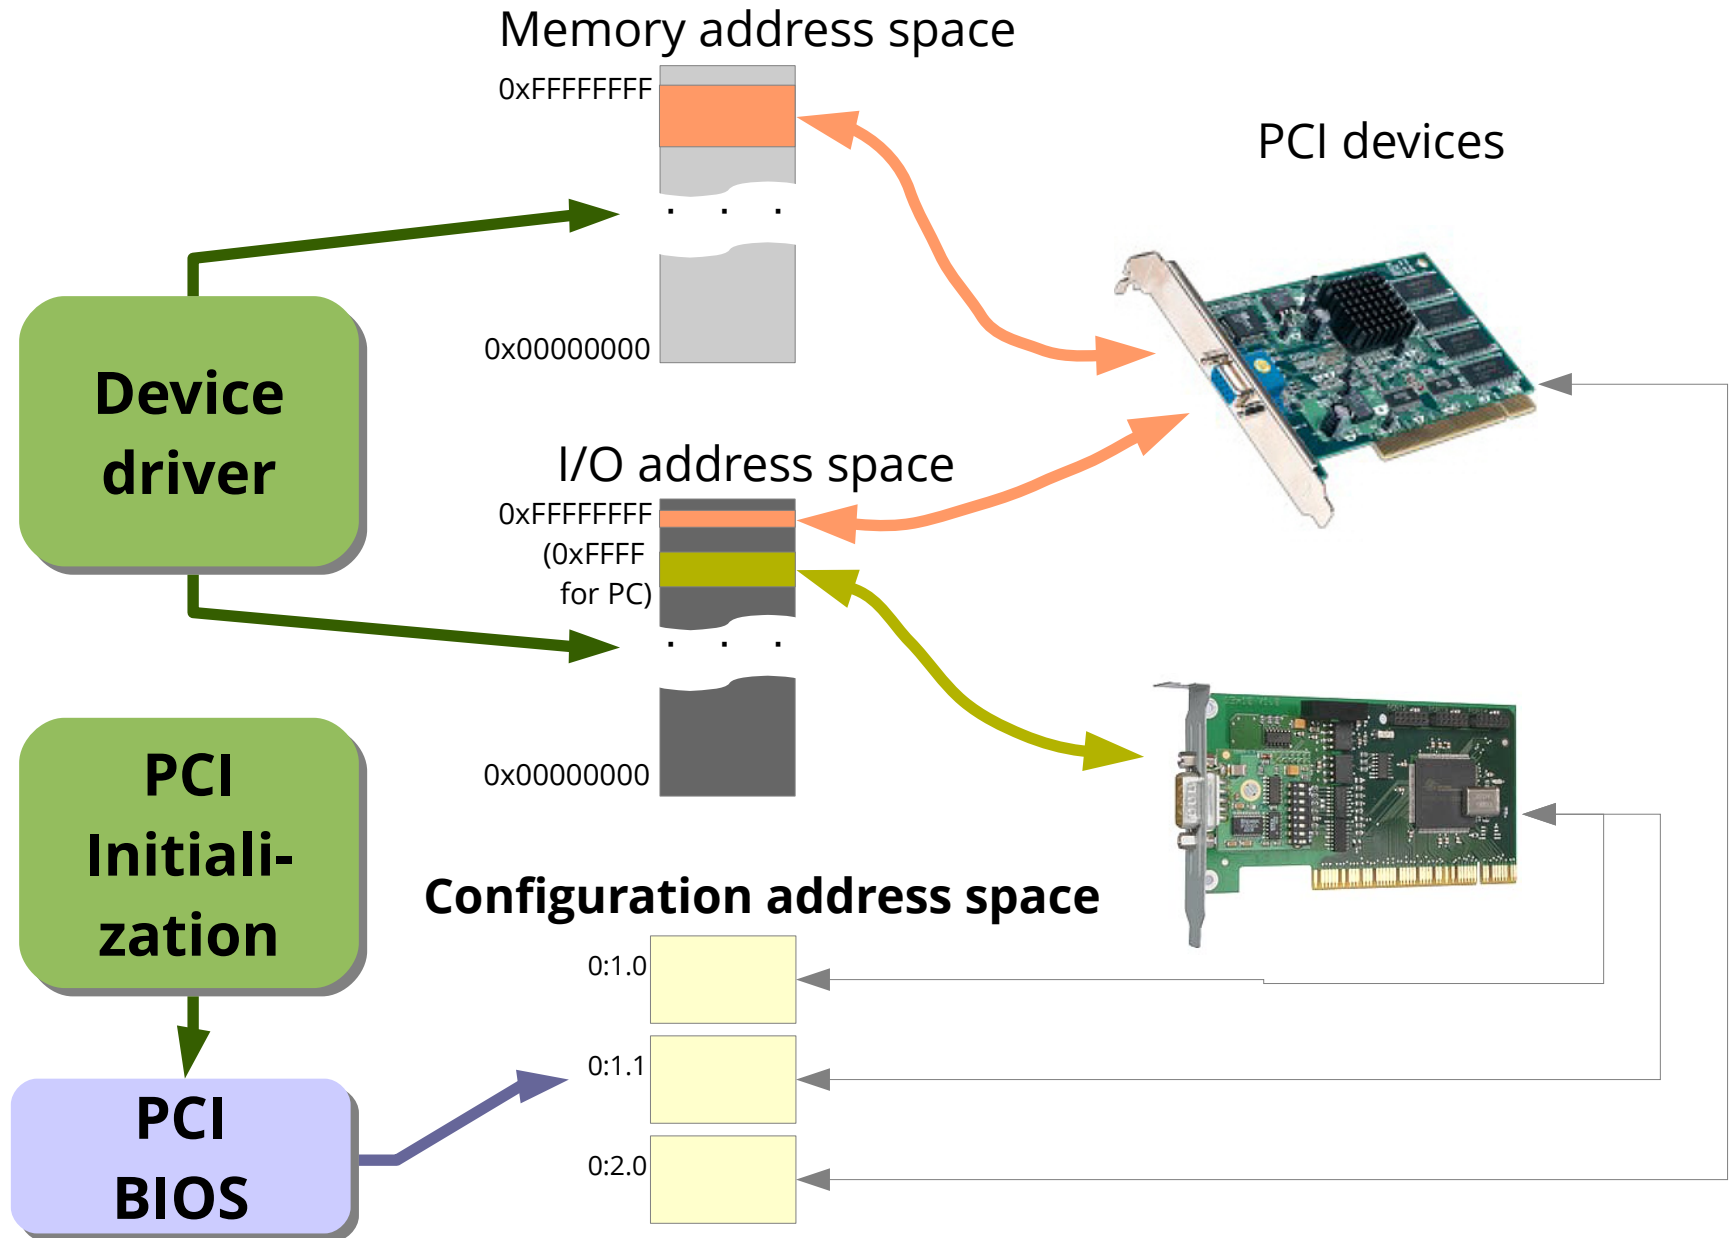 Memory address space
0xFFFFFFFF
0x00000000
PCI devices
Device
driver
I/O address space
0xFFFFFFFF
(0xFFFF
for PC)
0x00000000
PCI
Initiali-
zation
Configuration address space
0:1.0
0:1.1
0:2.0
PCI
BIOS